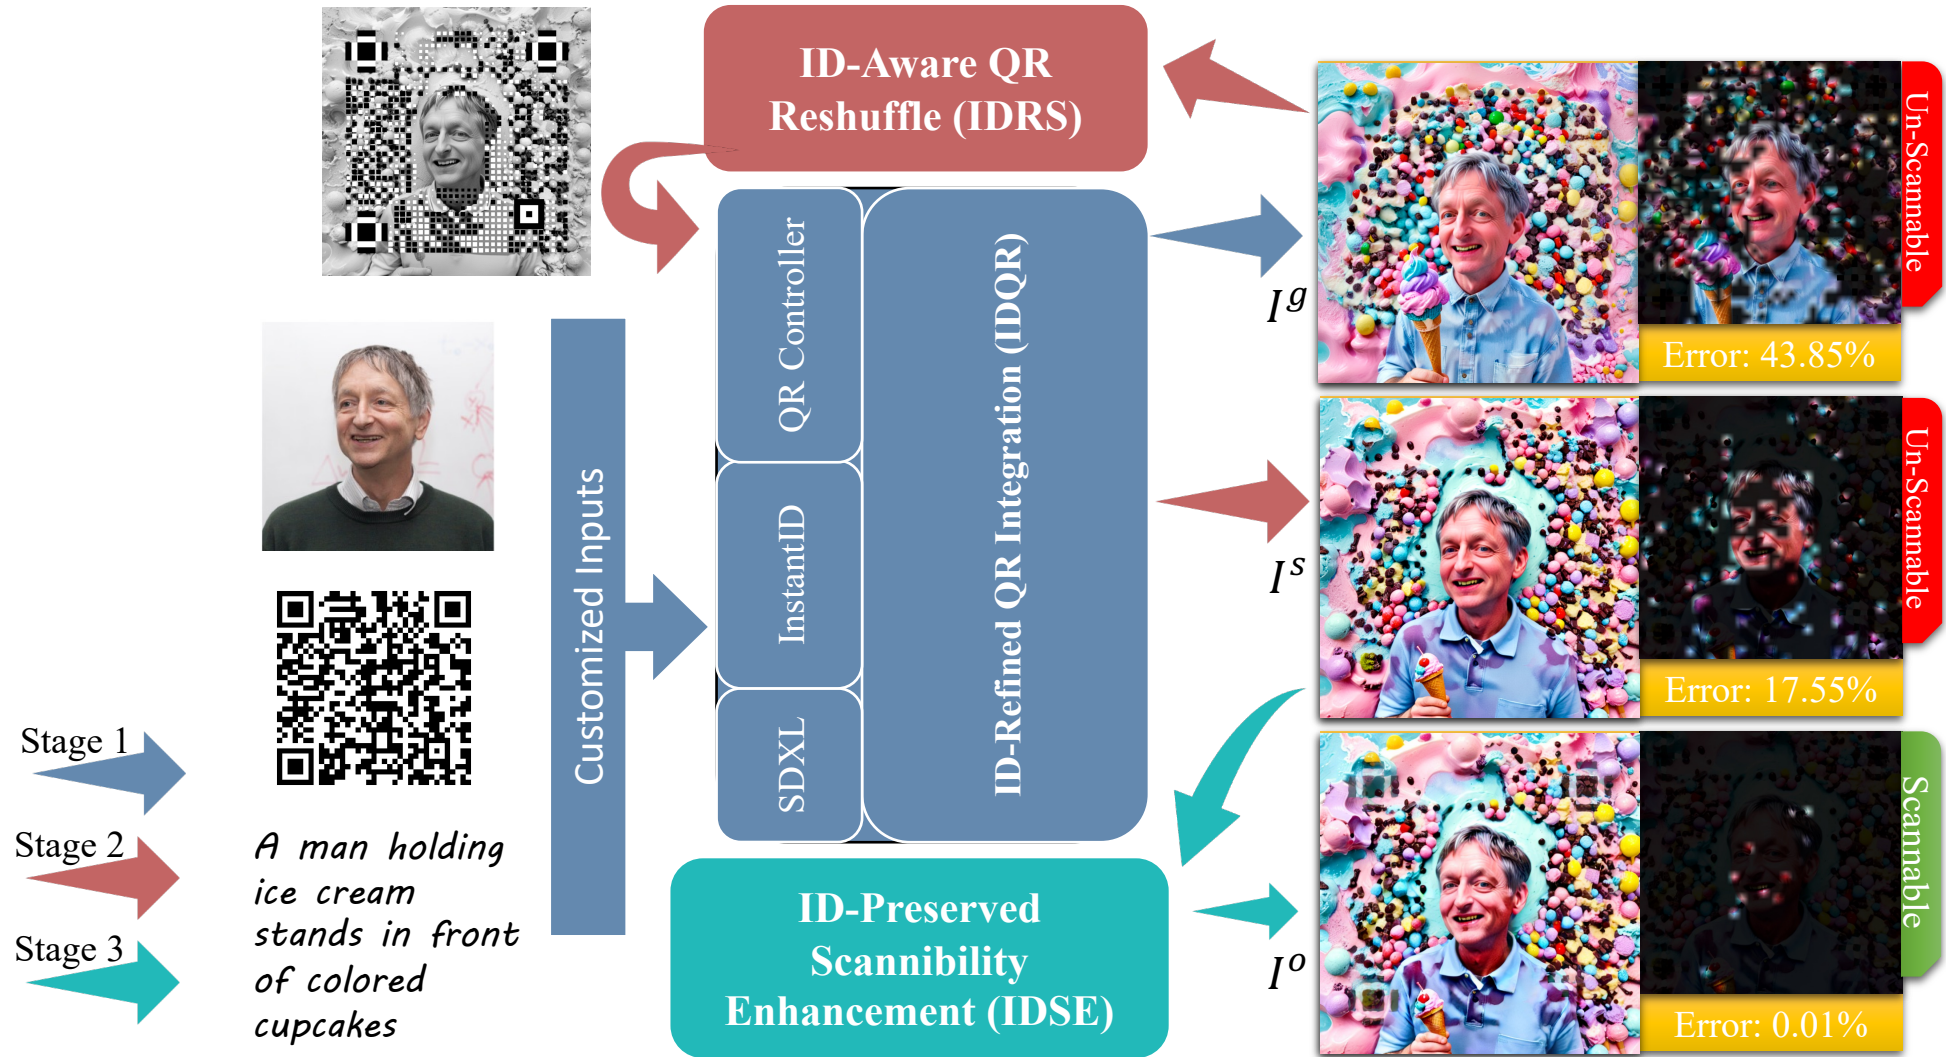 ID-Aware QR
Reshuffle (IDRS)
Customized Inputs
QR Controller
InstantID
SDXL
ID-Refined QR Integration (IDQR)
I^g
Un-Scannable
Error: 43.85%
I^s
Un-Scannable
Error: 17.55%
I^o
Scannable
Error: 0.01%
Stage 1
Stage 2
Stage 3
A man holding
ice cream
stands in front
of colored
cupcakes
ID-Preserved
Scannibility
Enhancement (IDSE)